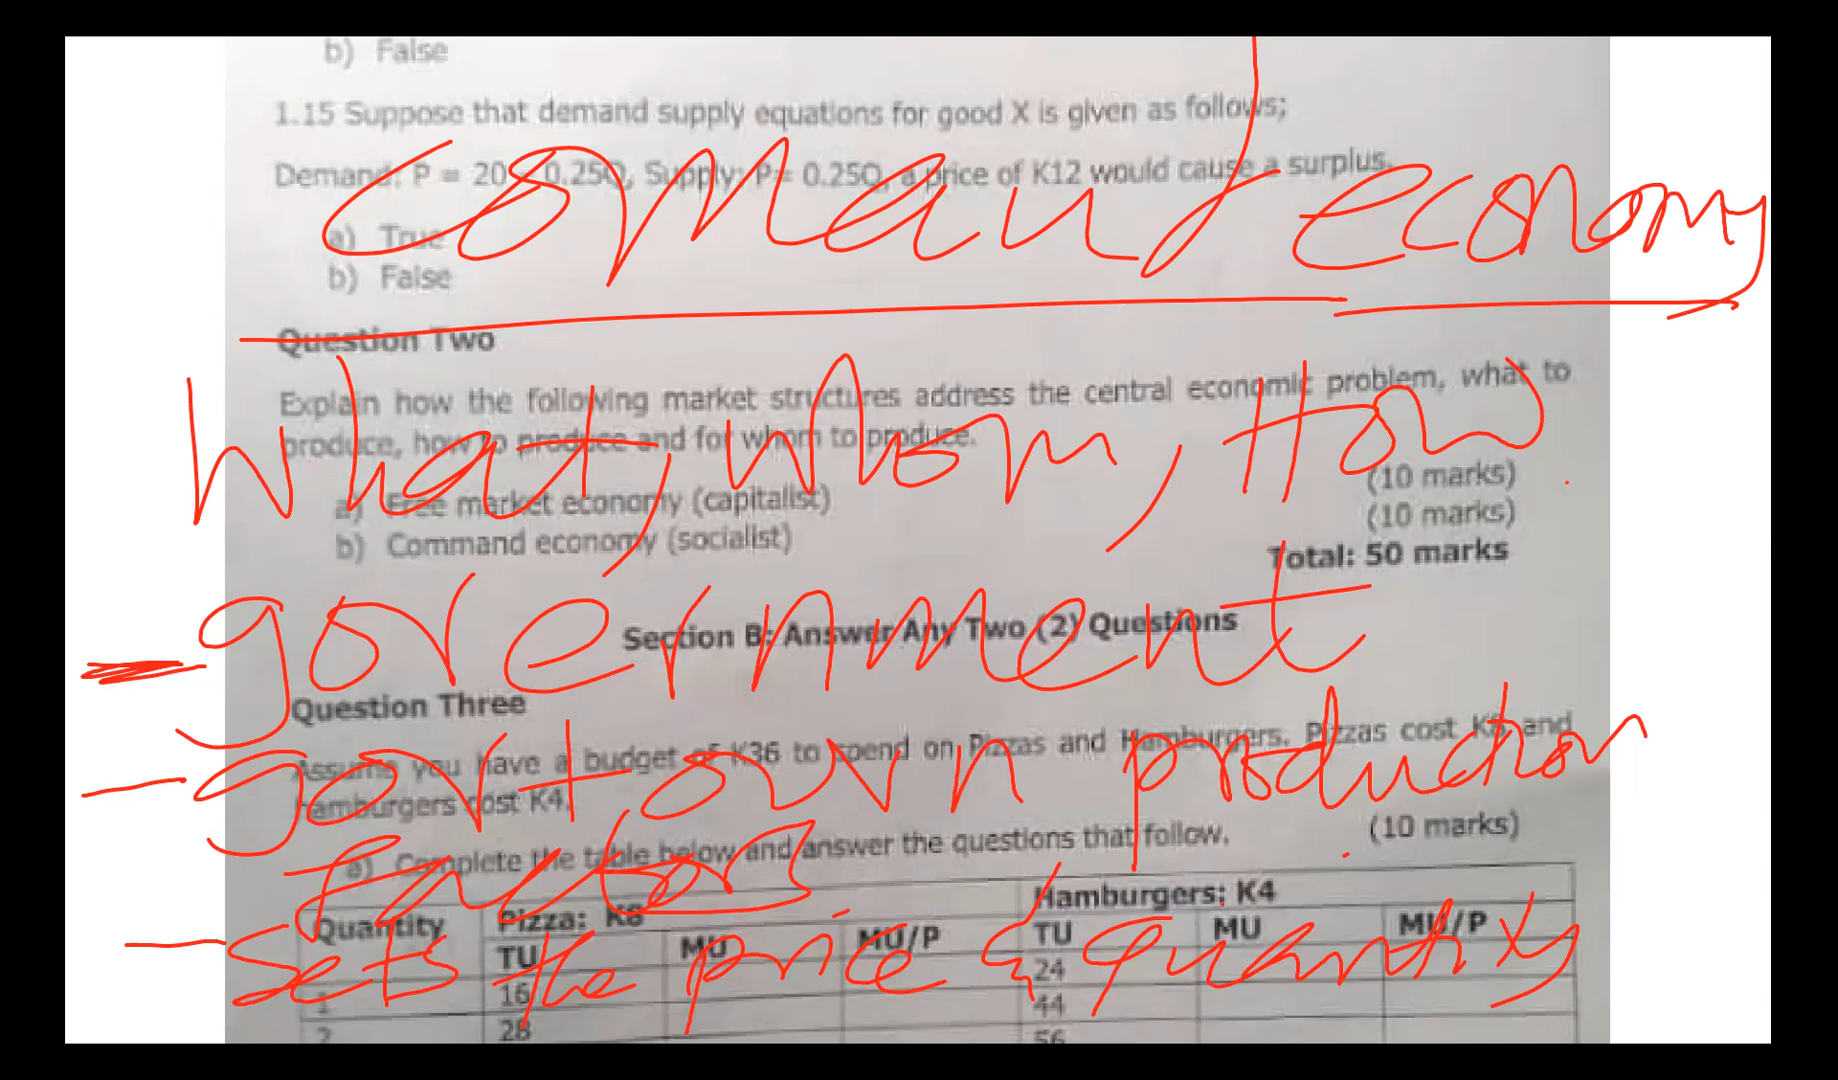 b) False
1.15 Suppose that demand supply equations for good X is given as follows;
Demand: P = 20 - 0.25Q, Supply: P= 0.25Q, a price of K12 would cause a surplus.
comand economy
a) True
b) False
Question Two
Explain how the following market structures address the central economic problem, what to
produce, how to produce and for whom to produce.
What, whom, How
(10 marks)
a) Free market economy (capitalist)
(10 marks)
b) Command economy (socialist)
Total: 50 marks
- government
Section B: Answer Any Two (2) Questions
Question Three
Assume you have a budget of K36 to spend on Pizzas and Hamburgers. Pizzas cost K8 and
hamburgers cost K4.
- govt own production
factors
a) Complete the table below and answer the questions that follow.
(10 marks)
Quantity Pizza: K8 Hamburgers: K4
TU MU MU/P TU MU MU/P
- Sets the price & quantity
1 16 24
2 28 44
56